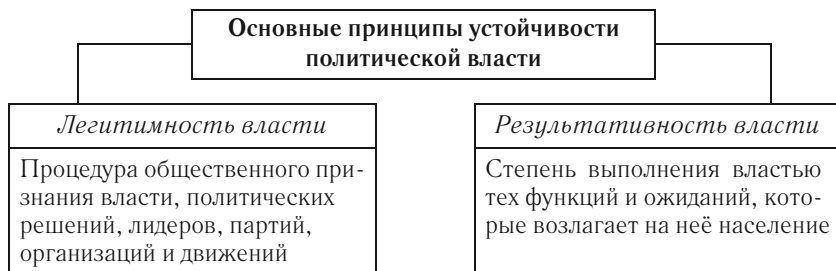 Основные принципы устойчивости
политической власти
Легитимность власти
Процедура общественного при-
знания власти, политических
решений, лидеров, партий,
организаций и движений
Результативность власти
Степень выполнения властью
тех функций и ожиданий, кото-
рые возлагает на неё население